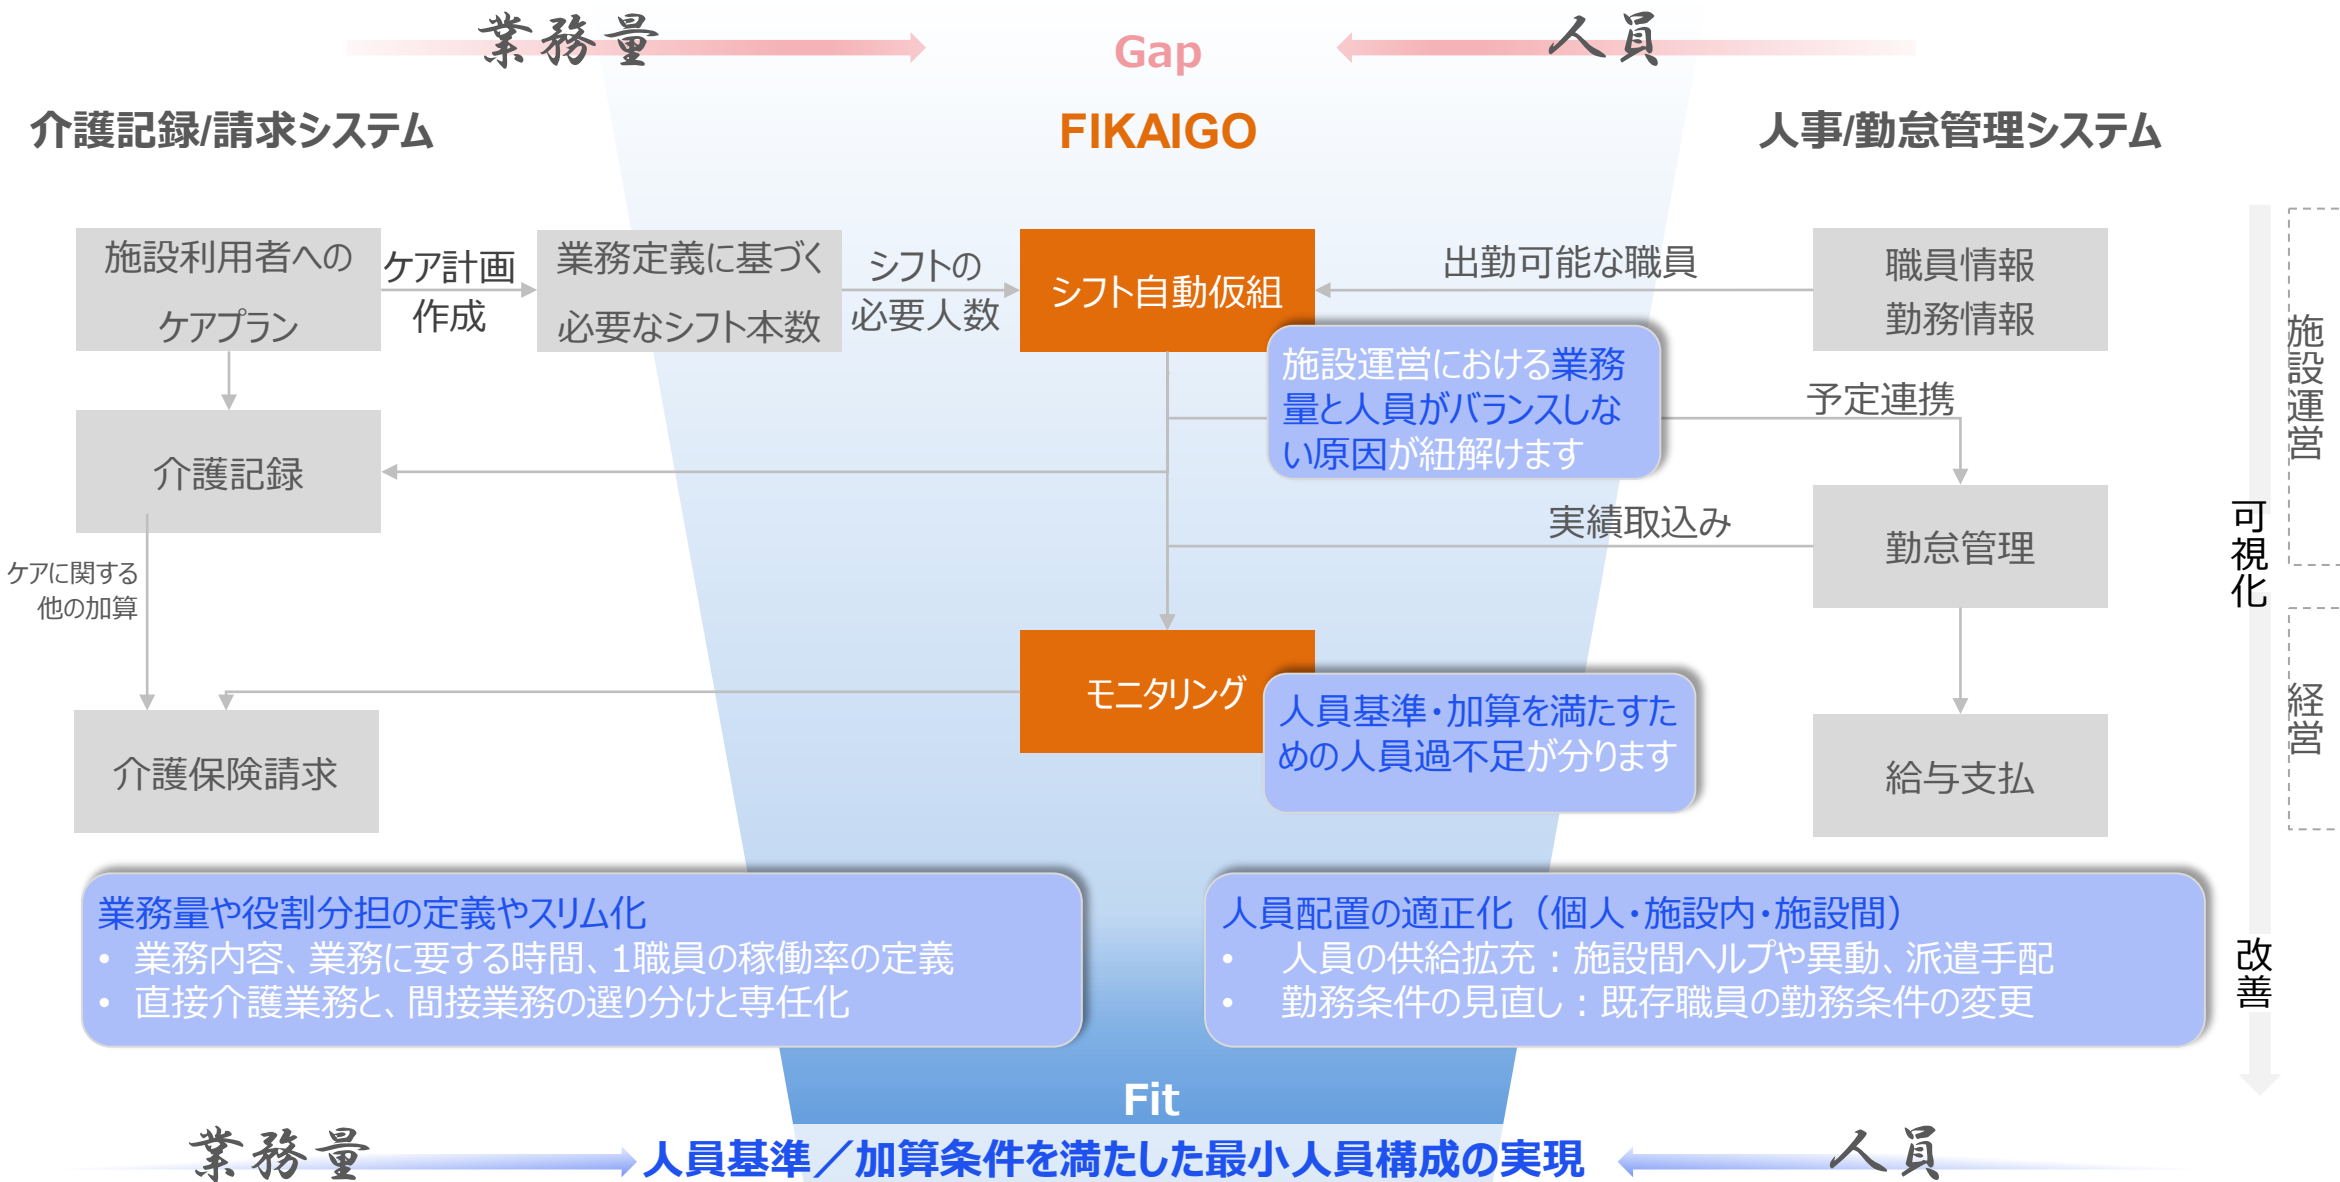 業務量
Gap
人員
介護記録/請求システム
FIKAIGO
人事/勤怠管理システム
施設利用者への
ケアプラン
ケア計画
作成
業務定義に基づく
必要なシフト本数
シフトの
必要人数
シフト自動仮組
出勤可能な職員
職員情報
勤務情報
施設運営における業務
量と人員がバランスしな
い原因が紐解けます
予定連携
施設運営
介護記録
実績取込み
勤怠管理
可視化
ケアに関する
他の加算
モニタリング
人員基準・加算を満たすた
めの人員過不足が分ります
経営
介護保険請求
給与支払
業務量や役割分担の定義やスリム化
• 業務内容、業務に要する時間、1職員の稼働率の定義
• 直接介護業務と、間接業務の選り分けと専任化
人員配置の適正化（個人・施設内・施設間）
• 人員の供給拡充：施設間ヘルプや異動、派遣手配
• 勤務条件の見直し：既存職員の勤務条件の変更
改善
Fit
業務量
人員基準／加算条件を満たした最小人員構成の実現
人員